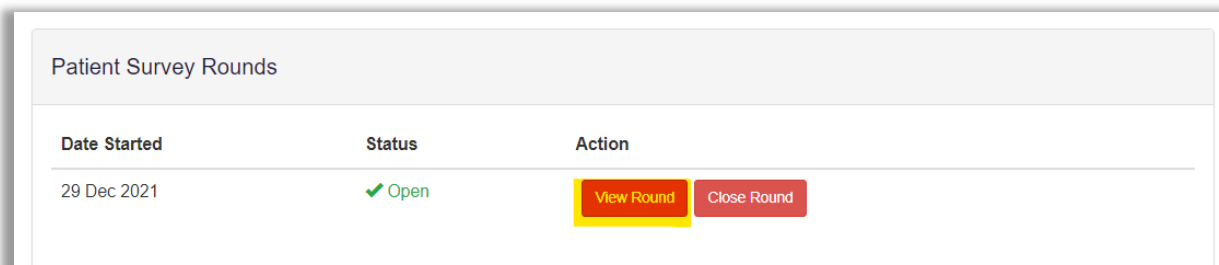 Patient Survey Rounds
Date Started Status Action
29 Dec 2021 Open View Round Close Round